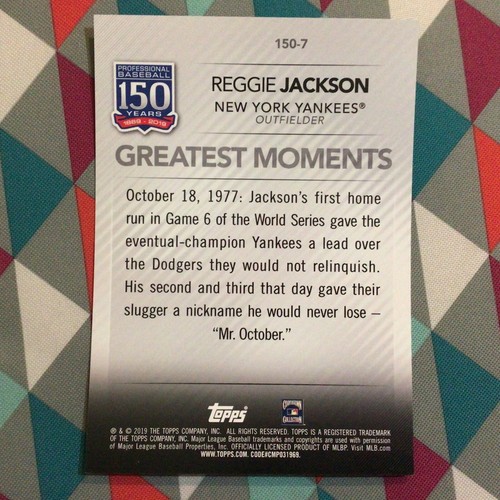 150-7
PROFESSIONAL
BASEBALL
150
YEARS
1869 - 2019
REGGIE JACKSON
NEW YORK YANKEES®
OUTFIELDER
GREATEST MOMENTS
October 18, 1977: Jackson's first home
run in Game 6 of the World Series gave the
eventual-champion Yankees a lead over
the Dodgers they would not relinquish.
His second and third that day gave their
slugger a nickname he would never lose –
“Mr. October.”
Topps
® & © 2019 THE TOPPS COMPANY, INC. ALL RIGHTS RESERVED. TOPPS IS A REGISTERED TRADEMARK
OF THE TOPPS COMPANY, INC. Major League Baseball trademarks and copyrights are used with permission
of Major League Baseball Properties, Inc. OFFICIALLY LICENSED PRODUCT OF MLBP. Visit MLB.com
WWW.TOPPS.COM. CODE#CMP031969.